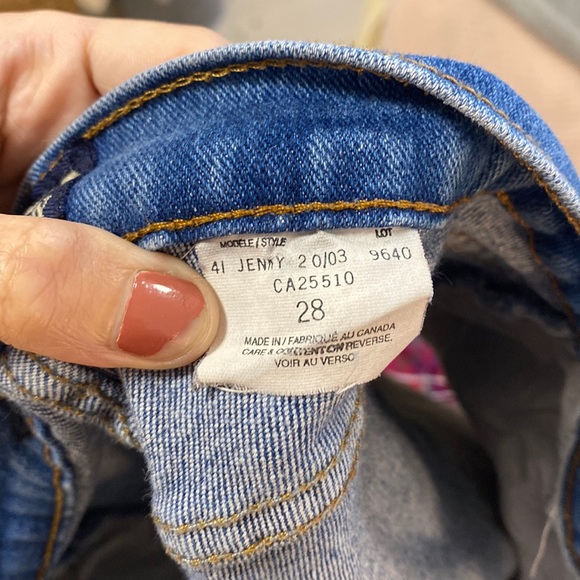 MODÈLE/STYLE LOT
41 JENNY 20/03 9640
CA25510
28
MADE IN/FABRIQUÉ AU CANADA
CARE & CONTENT ON REVERSE.
VOIR AU VERSO